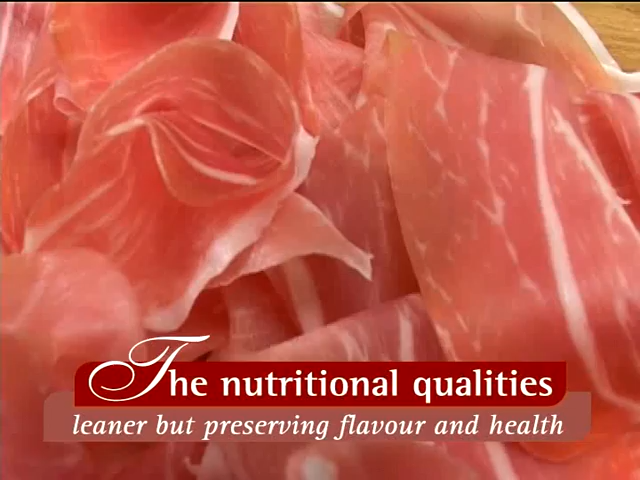 The nutritional qualities
leaner but preserving flavour and health